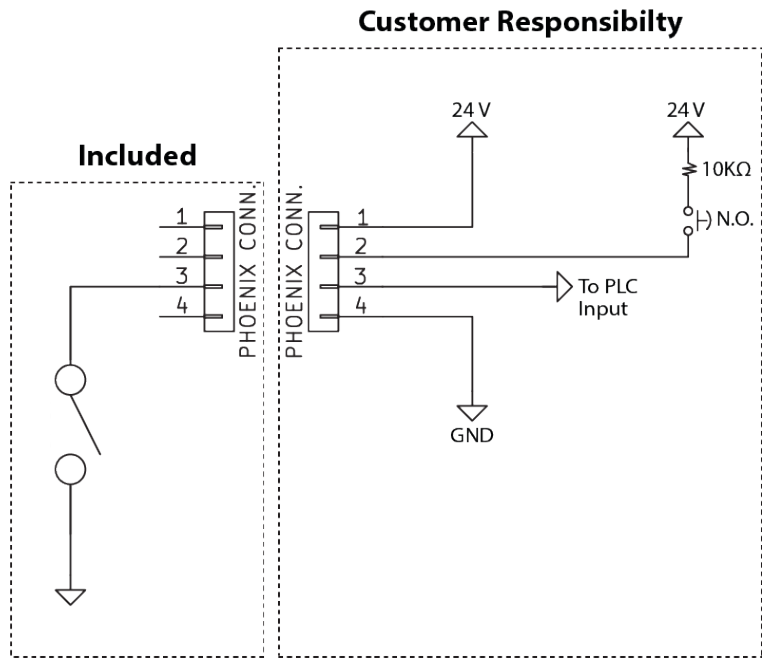 Customer Responsibilty
Included
1
2
3
4
PHOENIX CONN.
PHOENIX CONN.
1
2
3
4
24 V
24 V
10KΩ
N.O.
To PLC
Input
GND